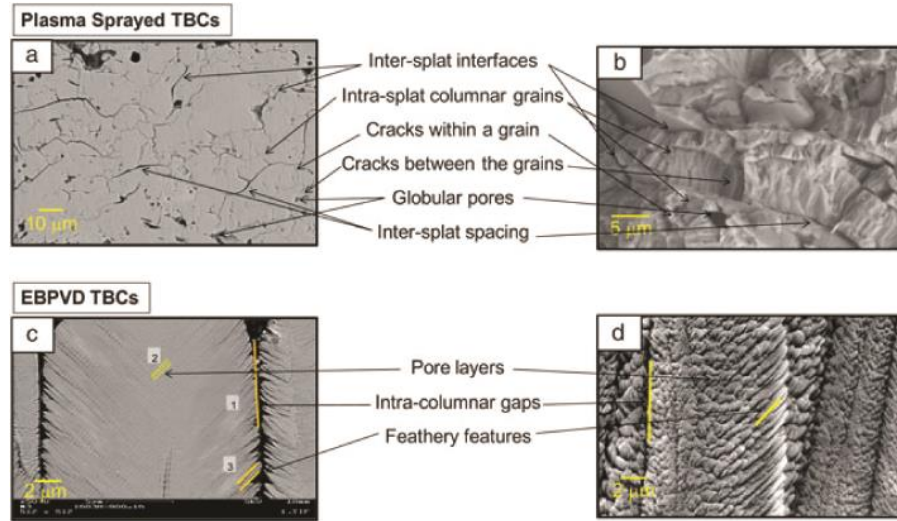 Plasma Sprayed TBCs
a
b
Inter-splat interfaces
Intra-splat columnar grains
Cracks within a grain
Cracks between the grains
Globular pores
Inter-splat spacing
10 μm
5 μm
EBPVD TBCs
c
d
2
1
3
Pore layers
Intra-columnar gaps
Feathery features
2 μm
2 μm